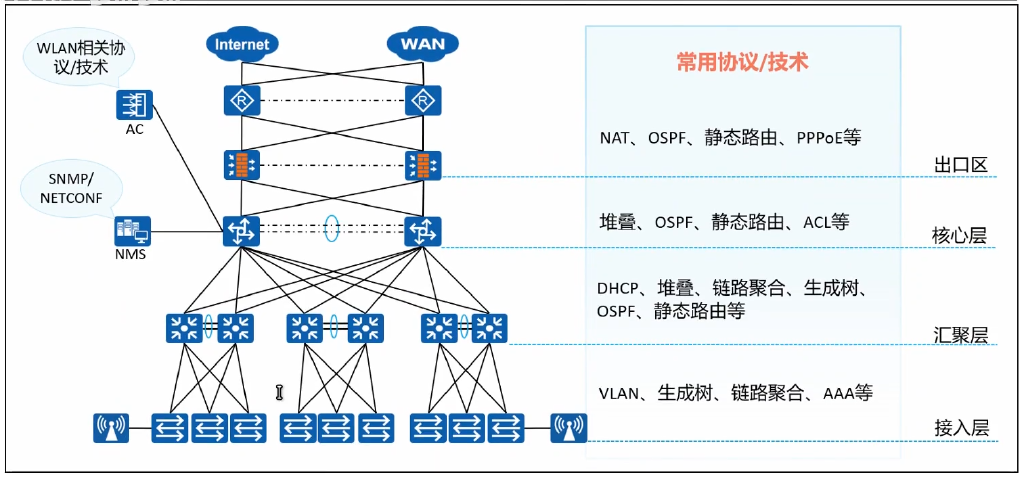 WLAN相关协
议/技术
Internet
WAN
常用协议/技术
R
R
AC
NAT、OSPF、静态路由、PPPoE等
出口区
SNMP/
NETCONF
堆叠、OSPF、静态路由、ACL等
核心层
NMS
DHCP、堆叠、链路聚合、生成树、
OSPF、静态路由等
汇聚层
VLAN、生成树、链路聚合、AAA等
接入层